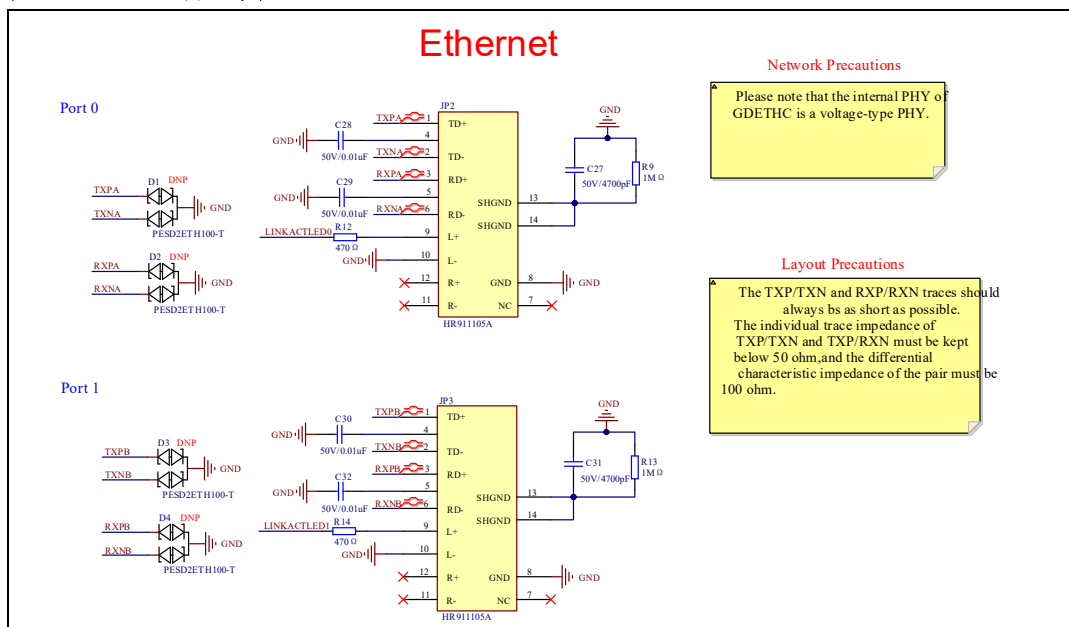 Ethernet
Network Precautions
Please note that the internal PHY of
GDETHC is a voltage-type PHY.
Layout Precautions
The TXP/TXN and RXP/RXN traces should
always bs as short as possible.
The individual trace impedance of
TXP/TXN and TXP/RXN must be kept
below 50 ohm,and the differential
characteristic impedance of the pair must be
100 ohm.
Port 0
D1 DNP
TXPA
TXNA
GND
PESD2ETH100-T
D2 DNP
RXPA
RXNA
GND
PESD2ETH100-T
JP2
TXPA 1 TD+
GND C28 4
50V/0.01uF
TXNA 2 TD-
RXPA 3 RD+
GND C29 5
50V/0.01uF
RXNA 6 RD-
LINKACTLED0 R12 9 L+
470Ω
GND 10 L-
12 R+
11 R-
SHGND 13
SHGND 14
GND 8 GND
NC 7
HR911105A
GND
C27
50V/4700pF
R9
1MΩ
Port 1
D3 DNP
TXPB
TXNB
GND
PESD2ETH100-T
D4 DNP
RXPB
RXNB
GND
PESD2ETH100-T
JP3
TXPB 1 TD+
GND C30 4
50V/0.01uF
TXNB 2 TD-
RXPB 3 RD+
GND C32 5
50V/0.01uF
RXNB 6 RD-
LINKACTLED1 R14 9 L+
470Ω
GND 10 L-
12 R+
11 R-
SHGND 13
SHGND 14
GND 8 GND
NC 7
HR911105A
GND
C31
50V/4700pF
R13
1MΩ